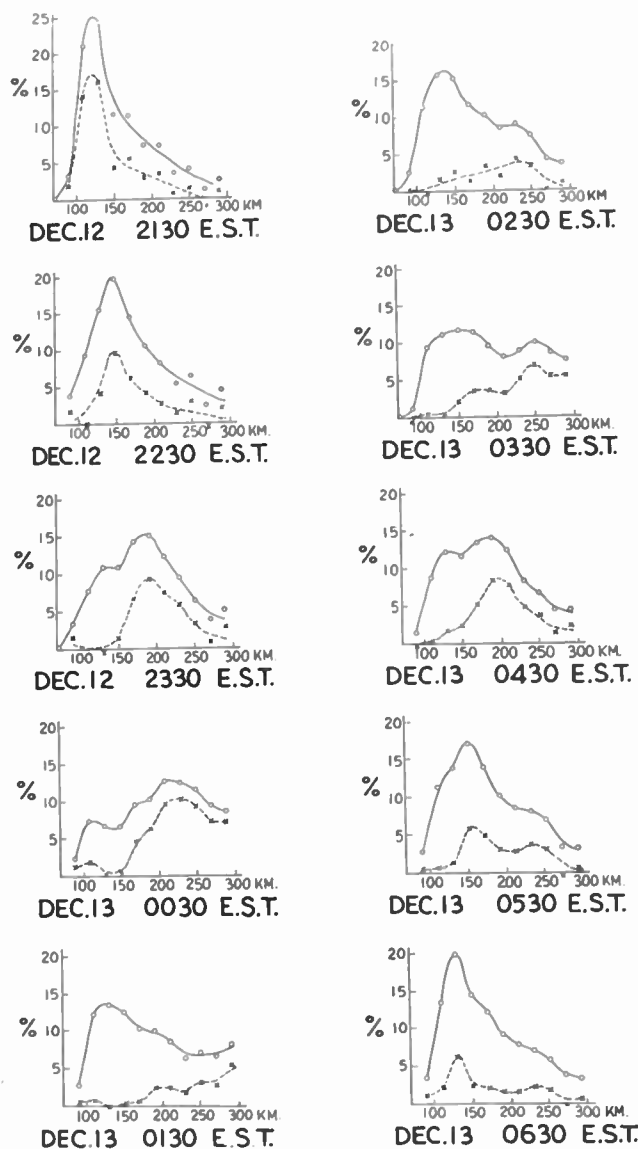 25
20
%
15
10
5
100 150 200 250 300 KM.
DEC.12 2130 E.S.T.
20
15
%
10
5
100 150 200 250 300 KM
DEC.13 0230 E.S.T.
20
15
%
10
5
100 150 200 250 300 KM.
DEC.12 2230 E.S.T.
20
15
%
10
5
100 150 200 250 300 KM.
DEC.13 0330 E.S.T.
20
15
%
10
5
100 150 200 250 300 KM.
DEC.12 2330 E.S.T.
20
15
%
10
5
100 150 200 250 300 KM.
DEC.13 0430 E.S.T.
20
15
%
10
5
100 150 200 250 300 KM.
DEC.13 0030 E.S.T.
20
15
%
10
5
100 150 200 250 300 KM.
DEC.13 0530 E.S.T.
20
15
%
10
5
100 150 200 250 300 KM.
DEC.13 0130 E.S.T.
20
15
%
10
5
100 150 200 250 300 KM.
DEC.13 0630 E.S.T.